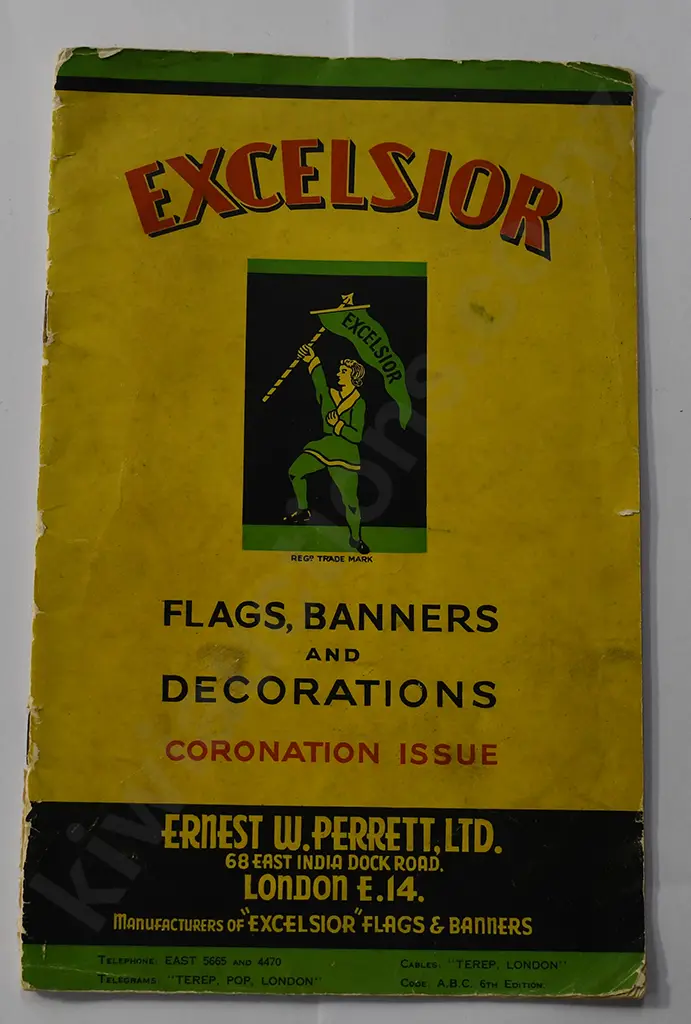 EXCELSIOR
EXCELSIOR
REGD TRADE MARK
FLAGS, BANNERS
AND
DECORATIONS
CORONATION ISSUE
ERNEST W. PERRETT, LTD.
68 EAST INDIA DOCK ROAD.
LONDON E.14.
MANUFACTURERS OF "EXCELSIOR" FLAGS & BANNERS
TELEPHONE: EAST 5665 AND 4470
CABLES: "TEREP, LONDON"
TELEGRAMS: "TEREP, POP, LONDON"
CODE: A.B.C. 6TH EDITION.